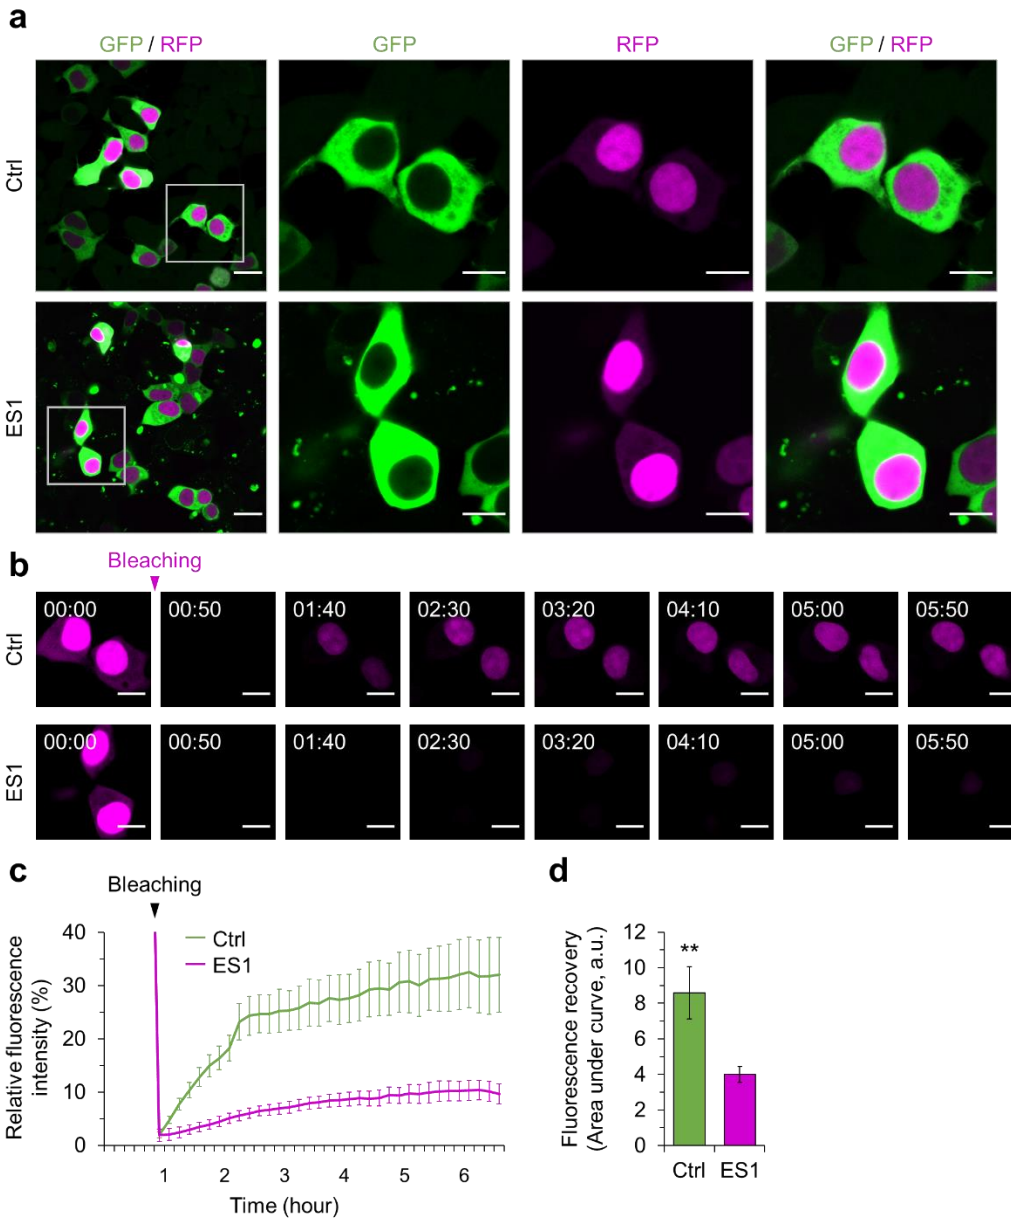 a
GFP / RFP
GFP
RFP
GFP / RFP
Ctrl
ES1
b
Bleaching
Ctrl
00:00
00:50
01:40
02:30
03:20
04:10
05:00
05:50
ES1
00:00
00:50
01:40
02:30
03:20
04:10
05:00
05:50
c
Bleaching
Relative fluorescence
intensity (%)
40
30
20
10
0
Ctrl
ES1
1
2
3
4
5
6
Time (hour)
d
Fluorescence recovery
(Area under curve, a.u.)
12
10
8
6
4
2
0
**
Ctrl
ES1